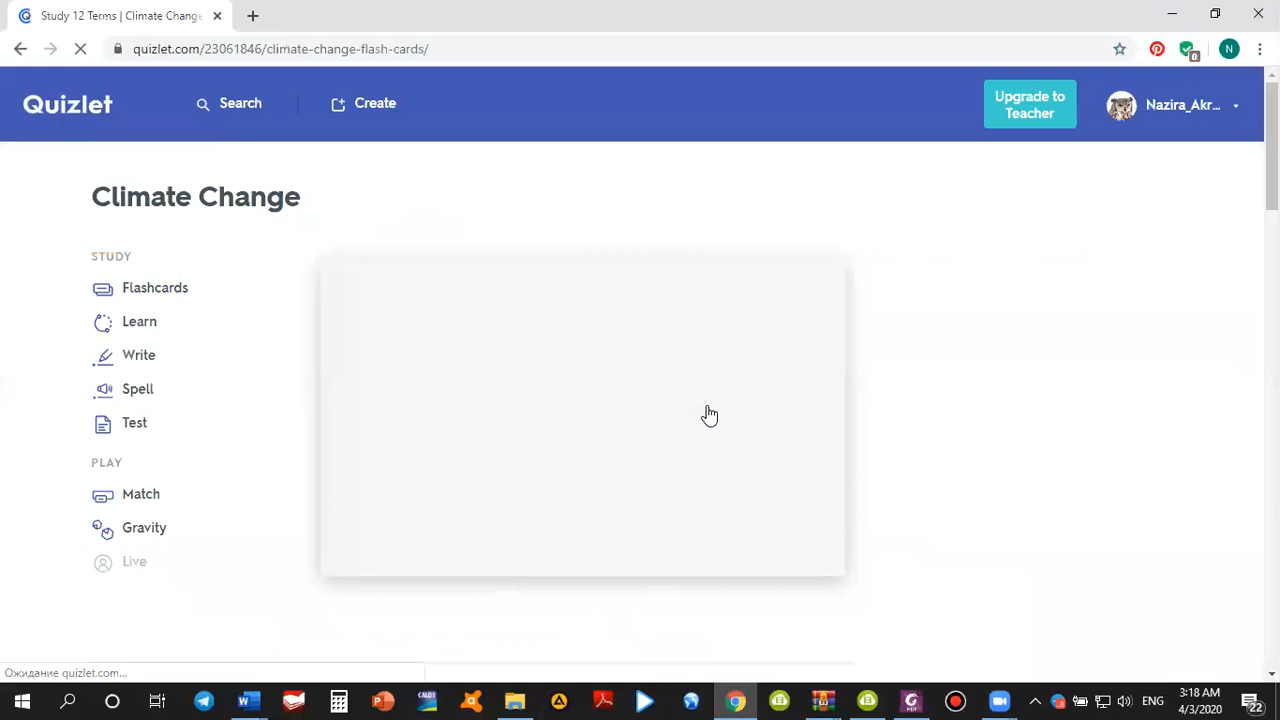 Study 12 Terms | Climate Change
quizlet.com/23061846/climate-change-flash-cards/
0
N
Quizlet
Search
Create
Upgrade to
Teacher
Nazira_Akr...
Climate Change
STUDY
Flashcards
Learn
Write
Spell
Test
PLAY
Match
Gravity
Live
Ожидание quizlet.com...
ENG
3:18 AM
4/3/2020
22